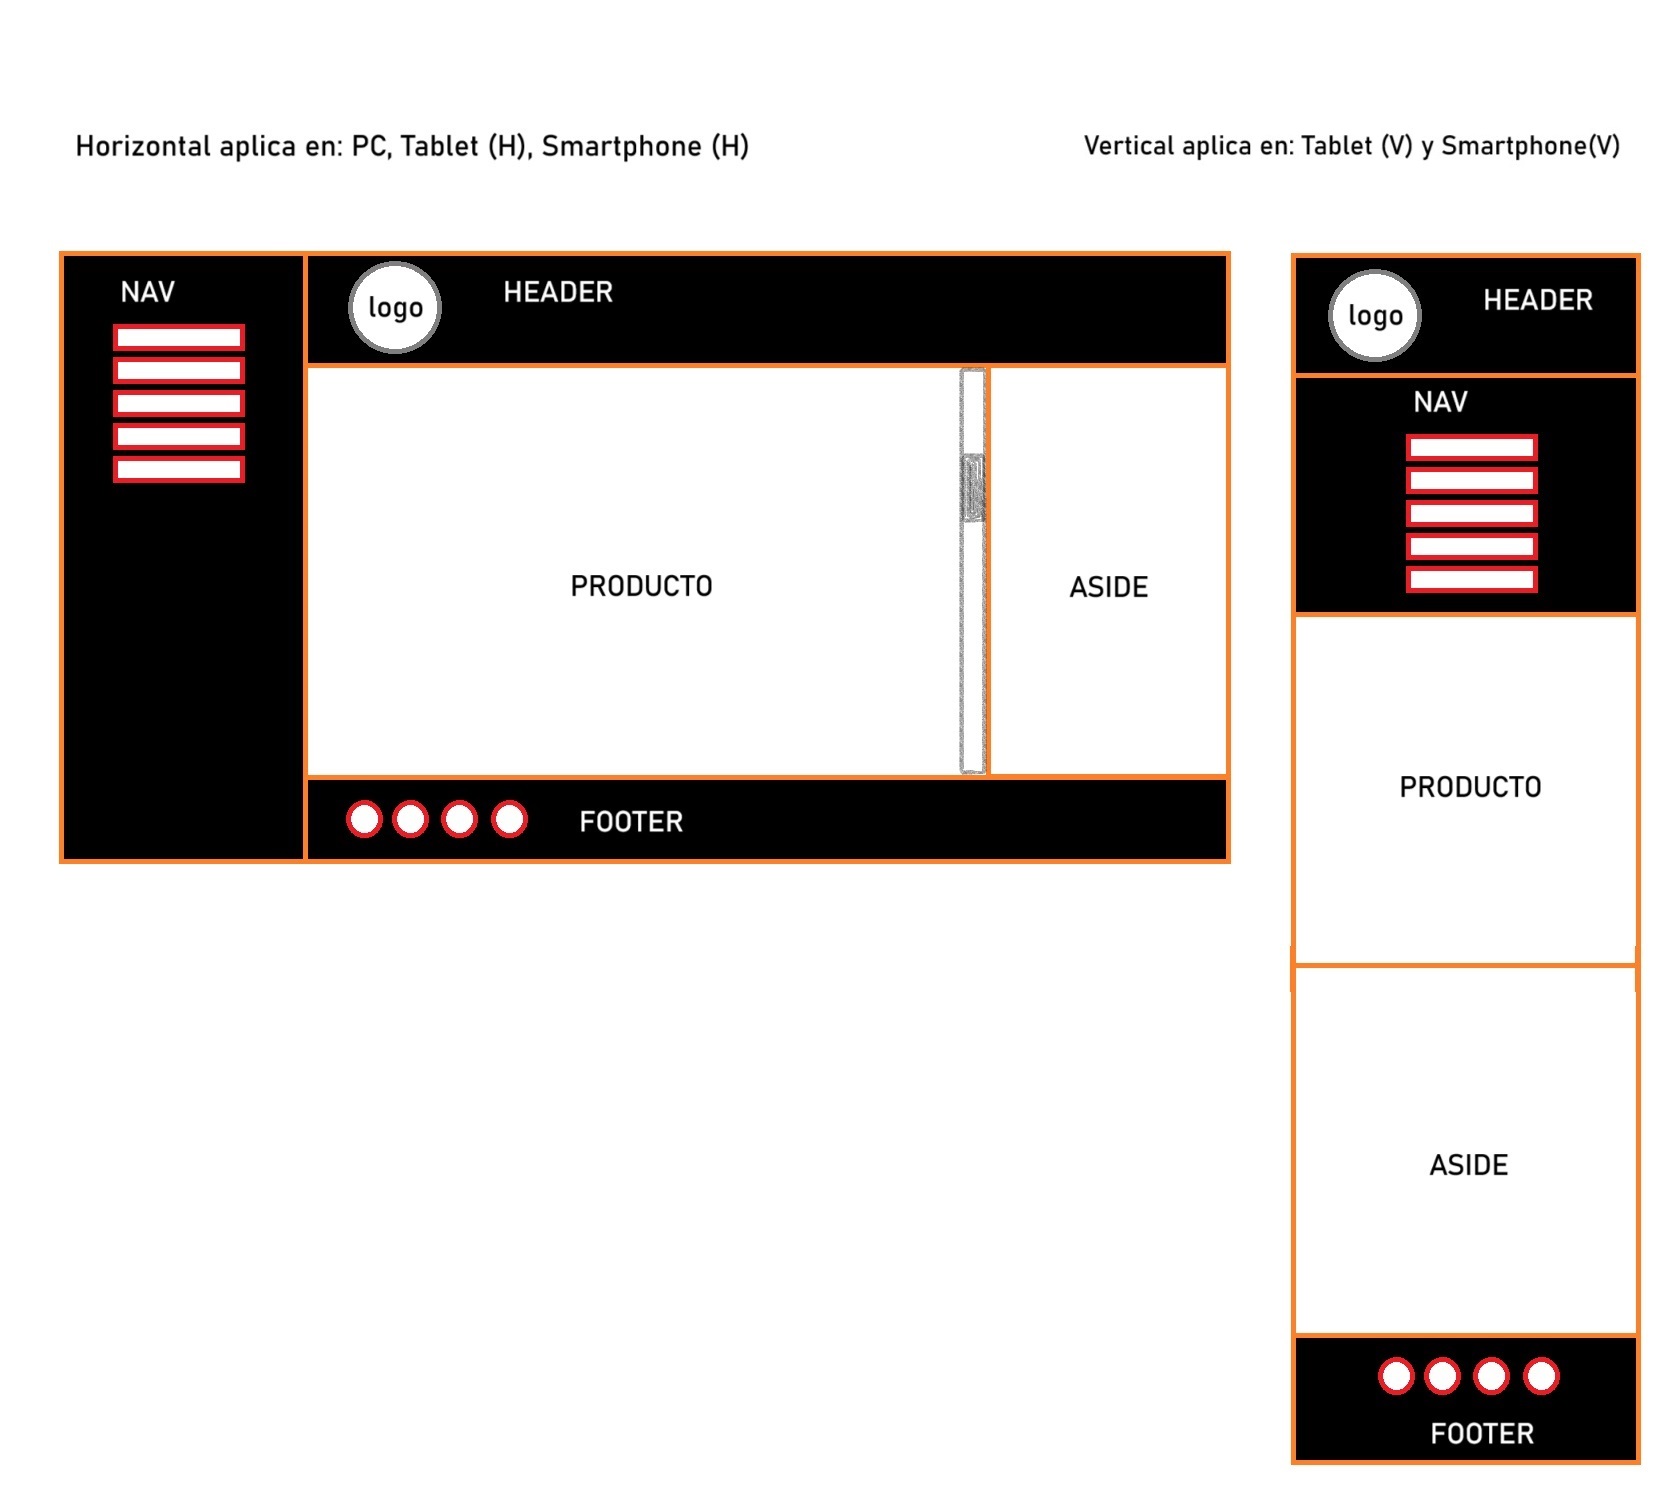 Horizontal aplica en: PC, Tablet (H), Smartphone (H)
Vertical aplica en: Tablet (V) y Smartphone(V)
NAV
logo
HEADER
PRODUCTO
ASIDE
FOOTER
logo
HEADER
NAV
PRODUCTO
ASIDE
FOOTER